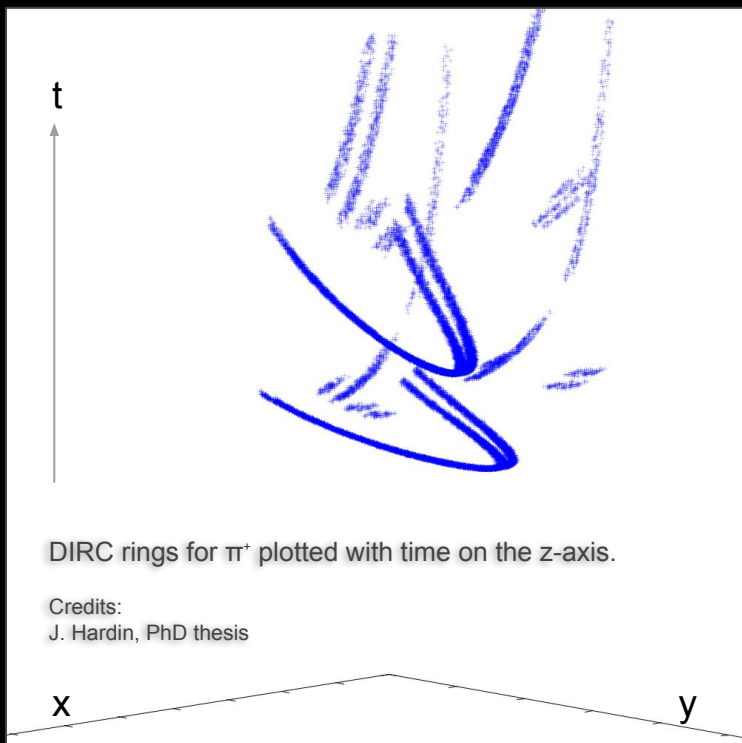 t
DIRC rings for π⁺ plotted with time on the z-axis.
Credits:
J. Hardin, PhD thesis
x
y